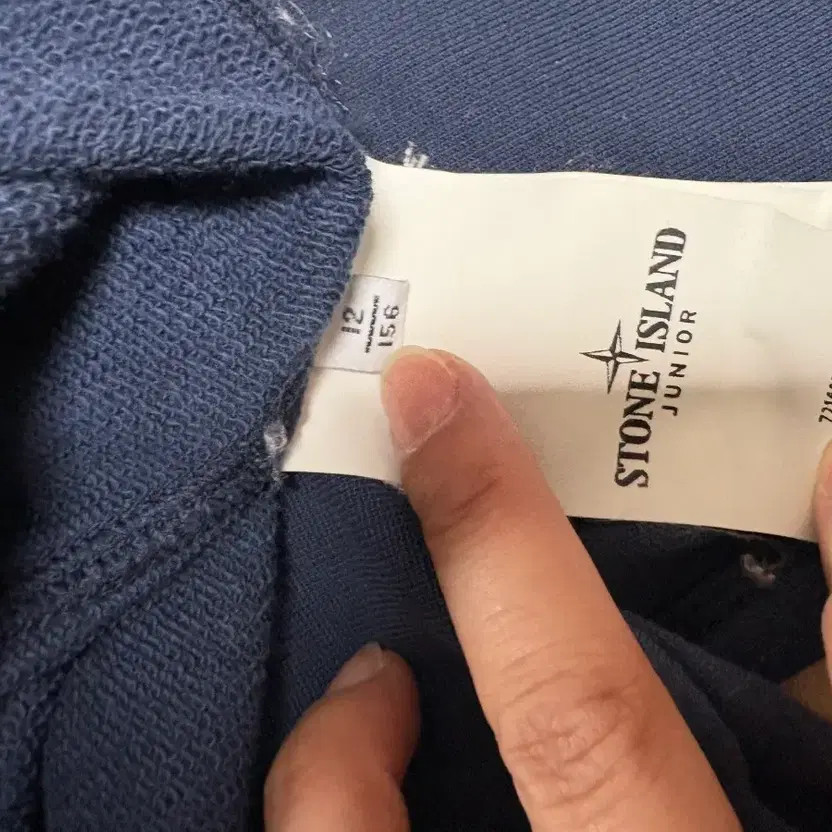 12
156
STONE ISLAND
JUNIOR